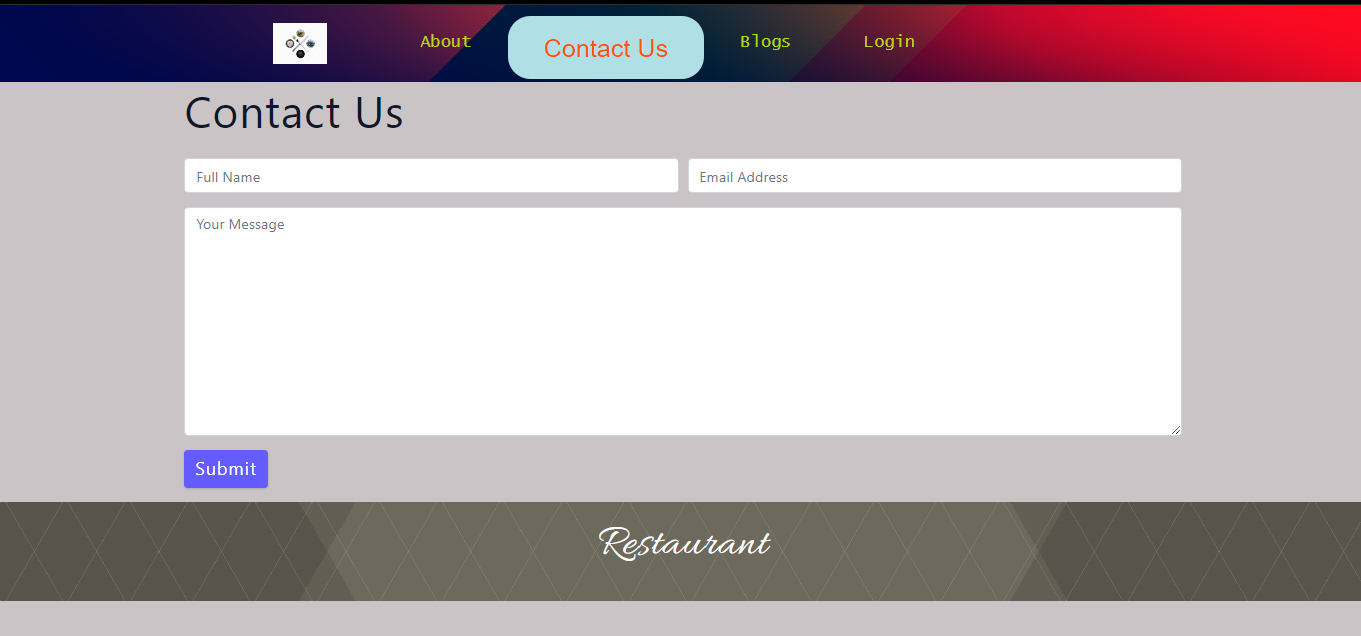 About Contact Us Blogs Login
Contact Us
Full Name Email Address
Your Message
Submit
Restaurant